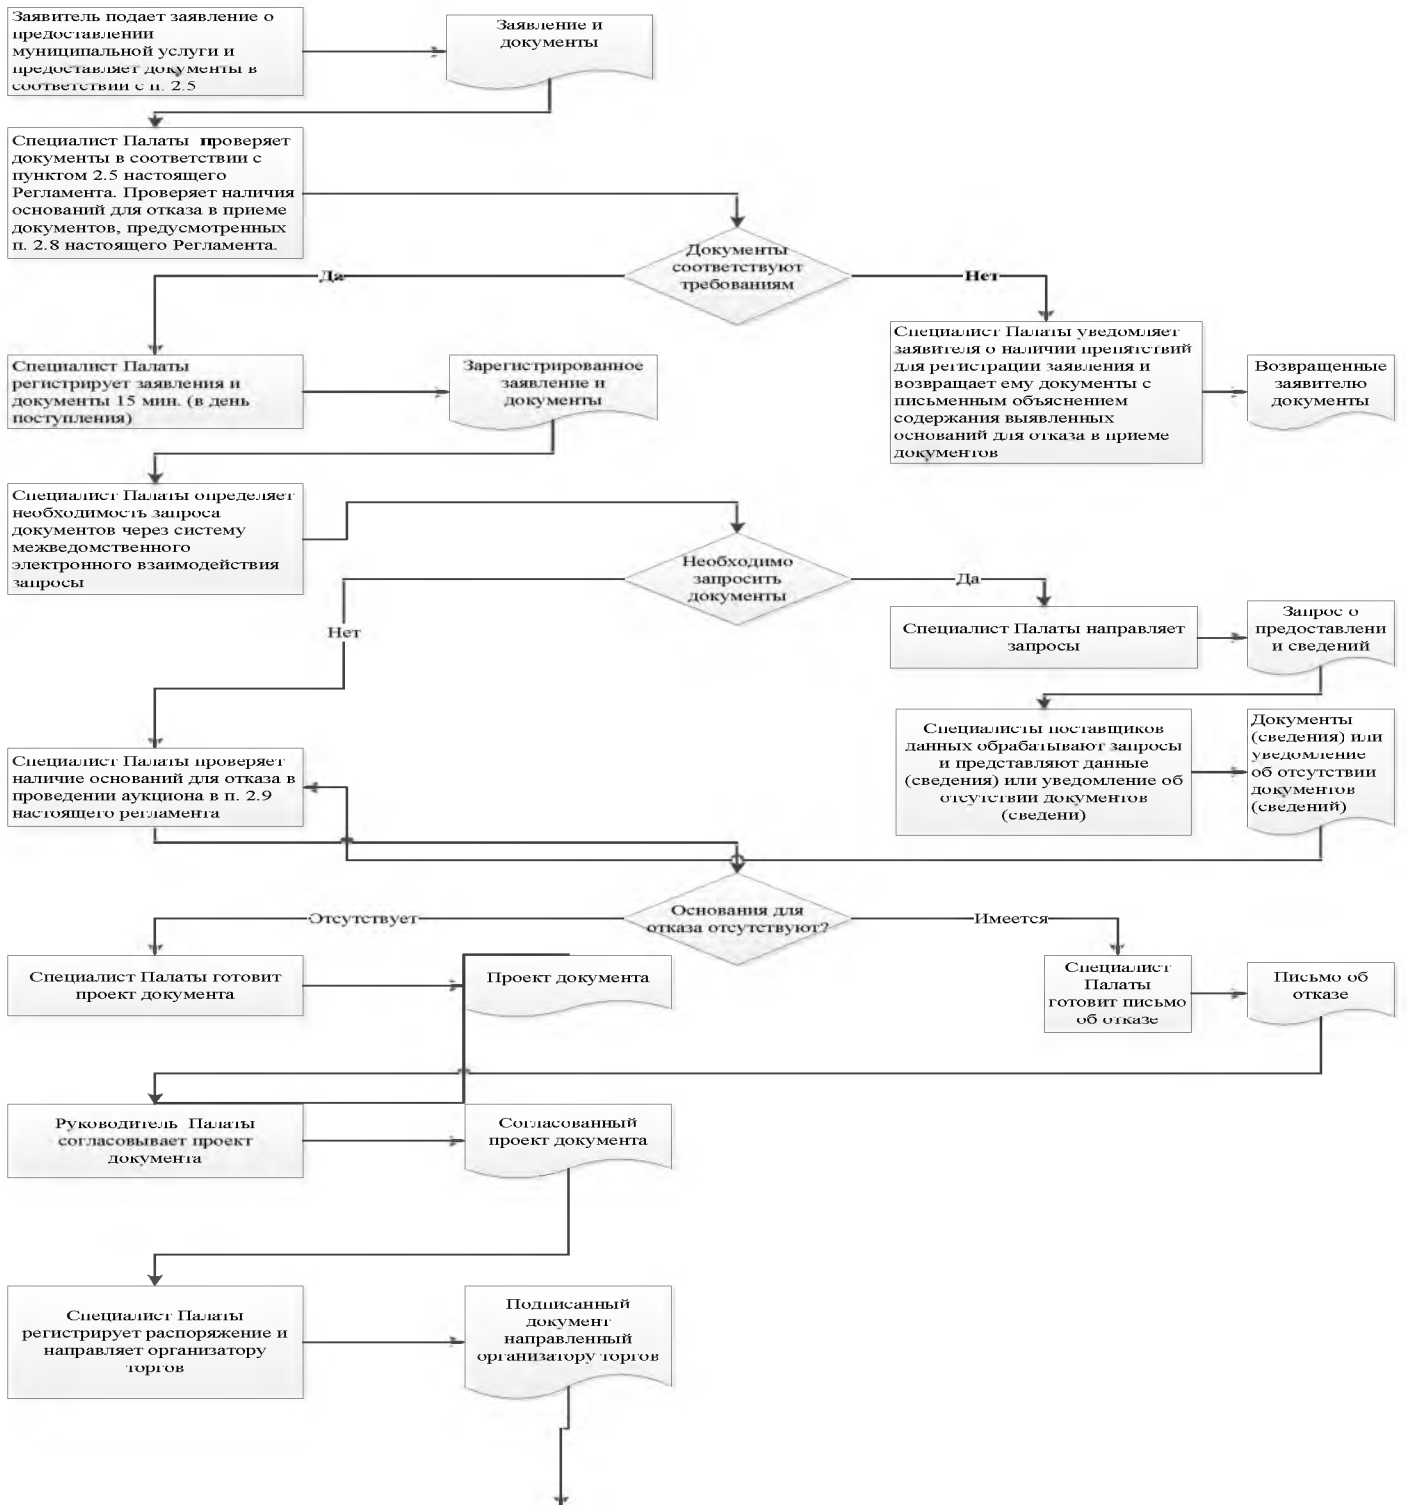 Заявитель подает заявление о
предоставлении
муниципальной услуги и
предоставляет документы в
соответствии с п. 2.5
Заявление и
документы
Специалист Палаты проверяет
документы в соответствии с
пунктом 2.5 настоящего
Регламента. Проверяет наличия
оснований для отказа в приеме
документов, предусмотренных
п. 2.8 настоящего Регламента.
Документы
соответствуют
требованиям
Да
Нет
Специалист Палаты
регистрирует заявления и
документы 15 мин. (в день
поступления)
Зарегистрированное
заявление и
документы
Специалист Палаты уведомляет
заявителя о наличии препятствий
для регистрации заявления и
возвращает ему документы с
письменным объяснением
содержания выявленных
оснований для отказа в приеме
документов
Возвращенные
заявителю
документы
Специалист Палаты определяет
необходимость запроса
документов через систему
межведомственного
электронного взаимодействия
запросы
Необходимо
запросить
документы
Да
Нет
Специалист Палаты направляет
запросы
Запрос о
предоставлени
и сведений
Специалисты поставщиков
данных обрабатывают запросы
и представляют данные
(сведения) или уведомление об
отсутствии документов
(сведени)
Документы
(сведения) или
уведомление
об отсутствии
документов
(сведений)
Специалист Палаты проверяет
наличие оснований для отказа в
проведении аукциона в п. 2.9
настоящего регламента
Основания для
отказа отсутствуют?
Отсутствует
Имеется
Специалист Палаты готовит
проект документа
Проект документа
Специалист
Палаты
готовит письмо
об отказе
Письмо об
отказе
Руководитель Палаты
согласовывает проект
документа
Согласованный
проект документа
Специалист Палаты
регистрирует распоряжение и
направляет организатору
торгов
Подписанный
документ
направленный
организатору торгов